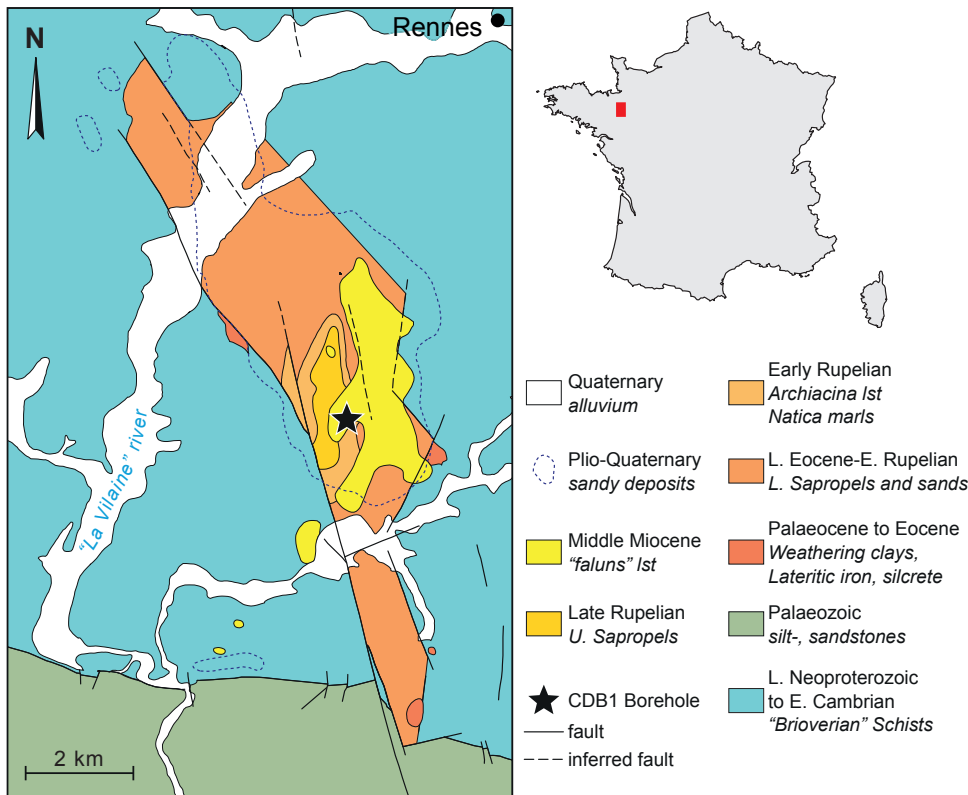 Rennes
N
"La Vilaine" river
2 km
Quaternary
alluvium
Plio-Quaternary
sandy deposits
Middle Miocene
"faluns" lst
Late Rupelian
U. Sapropels
CDB1 Borehole
fault
inferred fault
Early Rupelian
Archiacina lst
Natica marls
L. Eocene-E. Rupelian
L. Sapropels and sands
Palaeocene to Eocene
Weathering clays,
Lateritic iron, silcrete
Palaeozoic
silt-, sandstones
L. Neoproterozoic
to E. Cambrian
"Brioverian" Schists